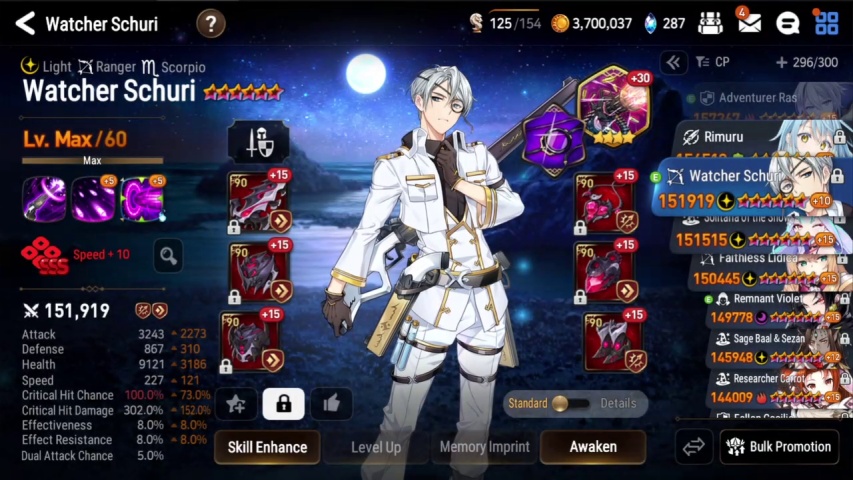 Watcher Schuri
?
125/154
3,700,037
287
4
Light Ranger Scorpio
Watcher Schuri
Lv. Max/60
Max
+5
+5
SSS
Speed + 10
151,919
Attack 3243 2273
Defense 867 310
Health 9121 3186
Speed 227 121
Critical Hit Chance 100.0% 73.0%
Critical Hit Damage 302.0% 152.0%
Effectiveness 8.0% 8.0%
Effect Resistance 8.0% 8.0%
Dual Attack Chance 5.0%
90 +15
90 +15
90 +15
+30
90 +15
90 +15
90 +15
Standard Details
Skill Enhance
Level Up
Memory Imprint
Awaken
CP
+ 296/300
Adventurer Ras
Rimuru
E
Watcher Schuri
151919 +10
Solitaria of the Snow
151515 +15
Faithless Lidica
150445 +15
E
Remnant Violet
149778 +15
Sage Baal & Sezan
145948 +12
Researcher Carrot
144009 +15
Bulk Promotion